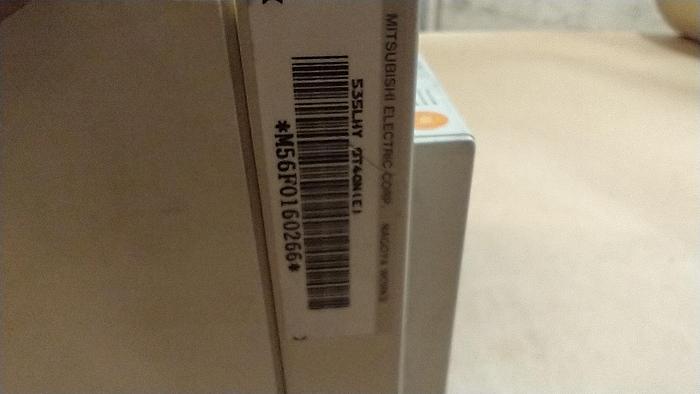 MITSUBISHI ELECTRIC CORP. NAGOYA WORKS
535LHY
*M56F0160266*